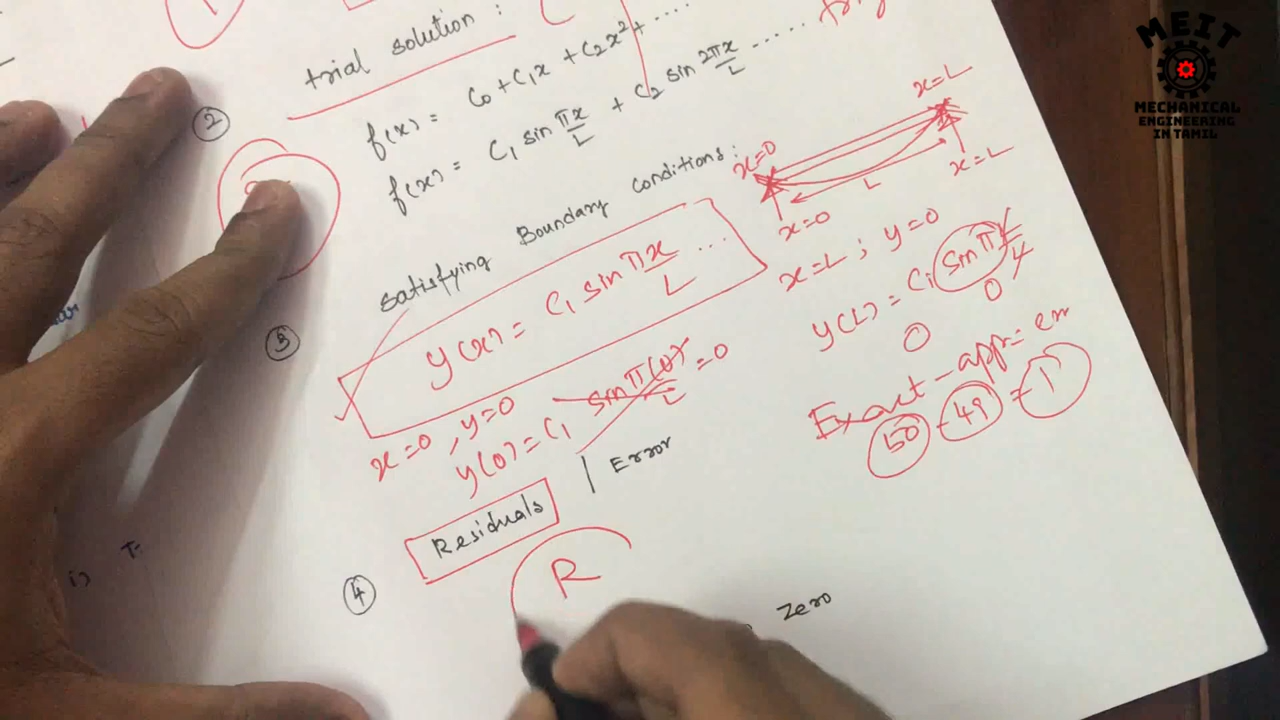 trial solution :
②
f(x) = C0 + C1x + C2x² + ....
f(x) = C1 sin πx/L + C2 sin 2πx/L ......
③
Satisfying Boundary Conditions :
y(x) = C1 sin πx/L ...
x=0 , y=0
y(0) = C1 sin π(0)/L = 0
x=0
x=L
L
x=0
x=L
x=L ; y=0
y(L) = C1 sin π L/L
0
0
Exact - app = err
50 - 49 = 1
④
Residuals / Error
R
Zero
i)
MEIT
MECHANICAL
ENGINEERING
IN TAMIL